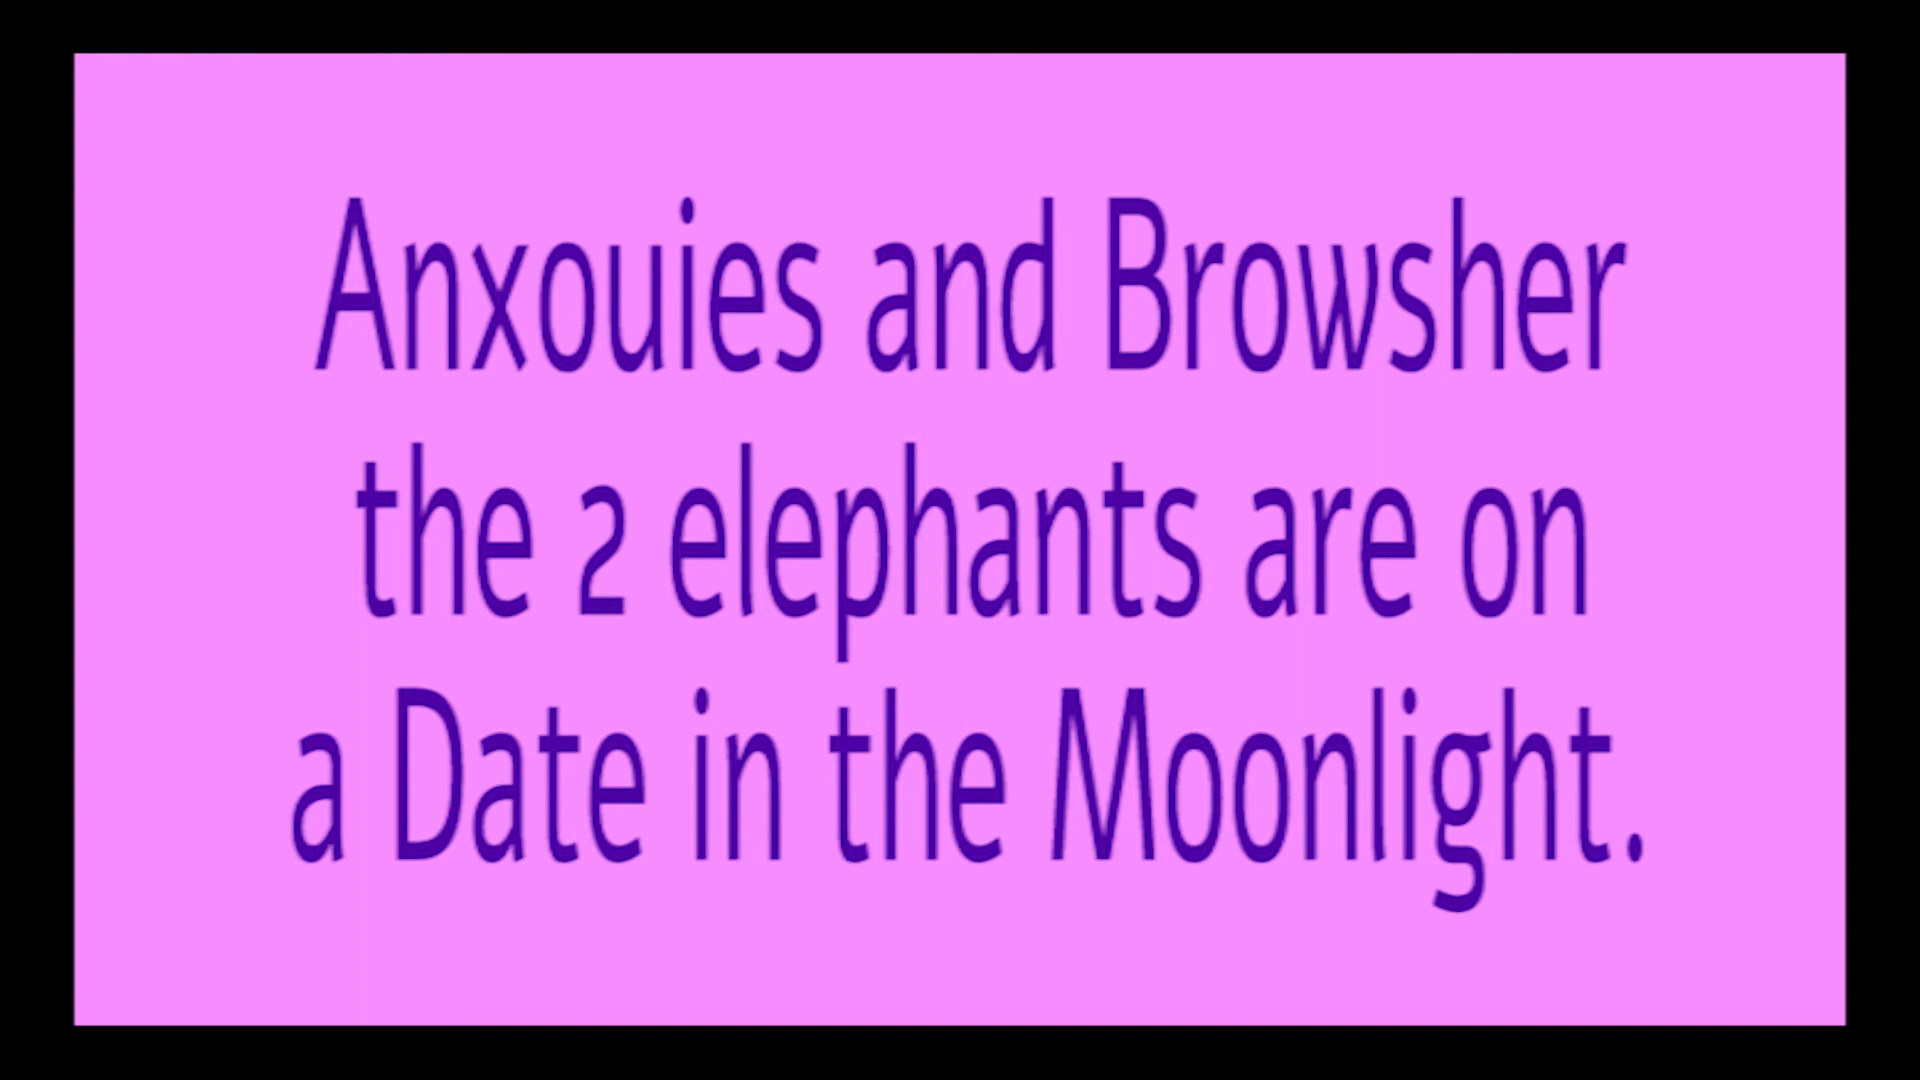 Anxouies and Browsher
the 2 elephants are on
a Date in the Moonlight.